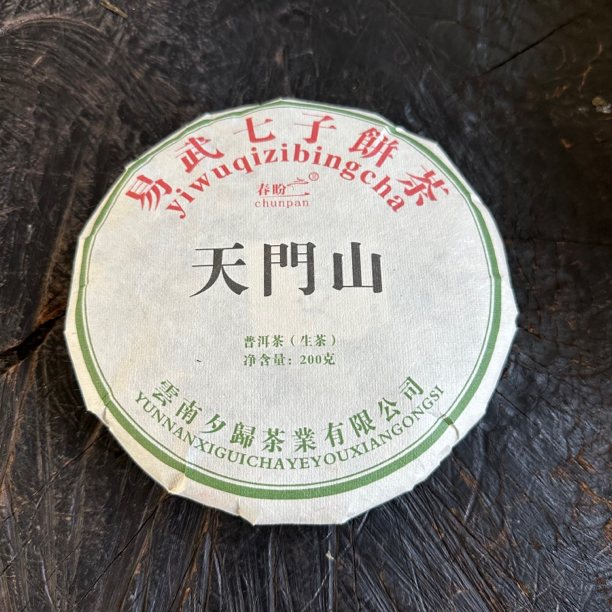 易武七子餅茶
yiwuqizibingcha
春盼 ®
chunpan
天門山
普洱茶（生茶）
净含量：200克
雲南夕歸茶業有限公司
YUNNANXIGUICHAYEYOUXIANGONGSI